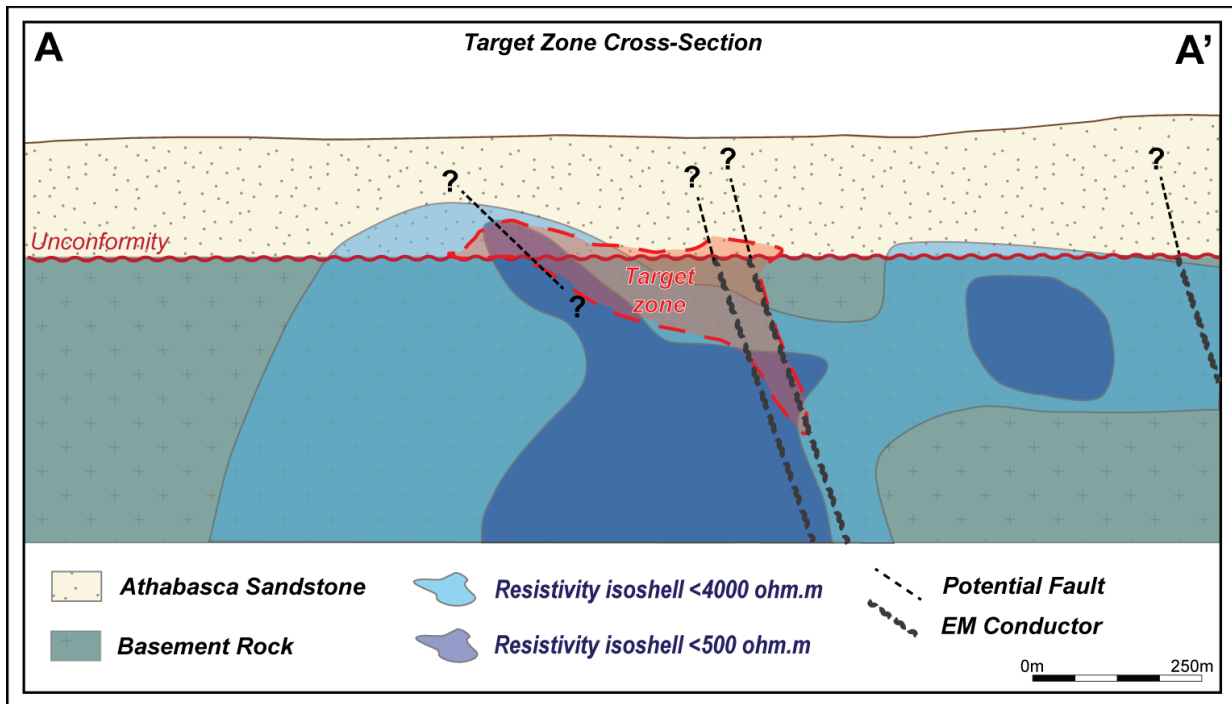 A
Target Zone Cross-Section
A’
?
?
?
?
Unconformity
Target
zone
?
Athabasca Sandstone
Resistivity isoshell <4000 ohm.m
Potential Fault
EM Conductor
Basement Rock
Resistivity isoshell <500 ohm.m
0m
250m